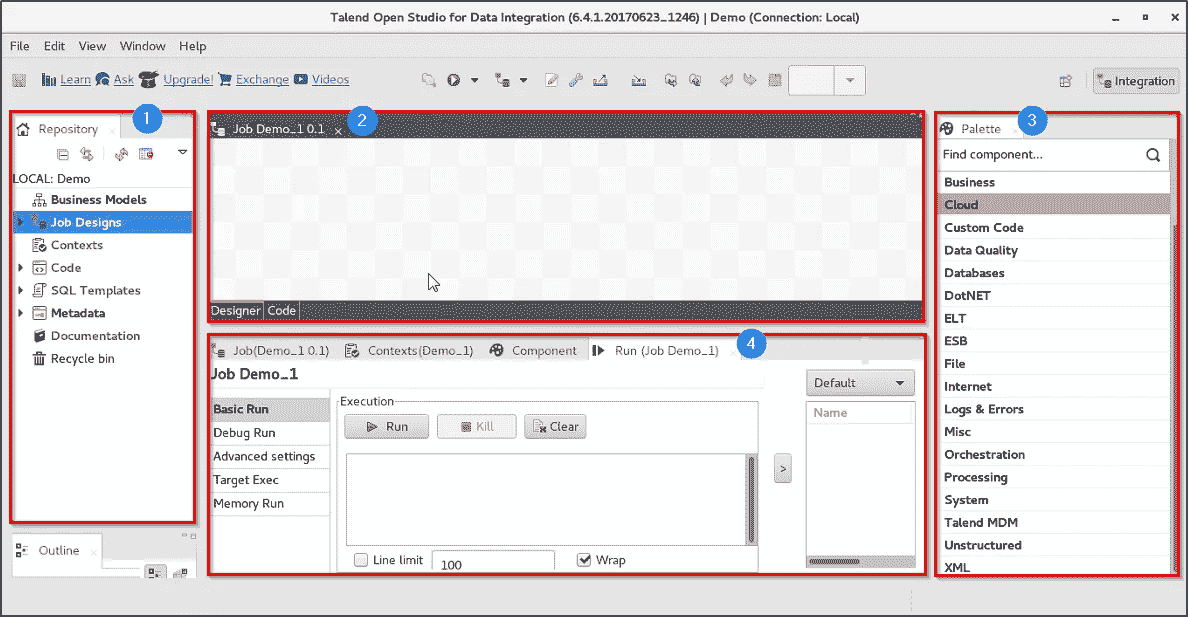 Talend Open Studio for Data Integration (6.4.1.20170623_1246) | Demo (Connection: Local)
File Edit View Window Help
Learn Ask Upgrade! Exchange Videos
Integration
Repository
1
LOCAL: Demo
Business Models
Job Designs
Contexts
Code
SQL Templates
Metadata
Documentation
Recycle bin
Outline
Job Demo_1 0.1
2
Designer Code
Job(Demo_1 0.1) Contexts(Demo_1) Component Run (Job Demo_1)
4
Job Demo_1
Basic Run
Debug Run
Advanced settings
Target Exec
Memory Run
Execution
Run Kill Clear
Line limit 100 Wrap
>
Default
Name
Palette
3
Find component...
Business
Cloud
Custom Code
Data Quality
Databases
DotNET
ELT
ESB
File
Internet
Logs & Errors
Misc
Orchestration
Processing
System
Talend MDM
Unstructured
XML